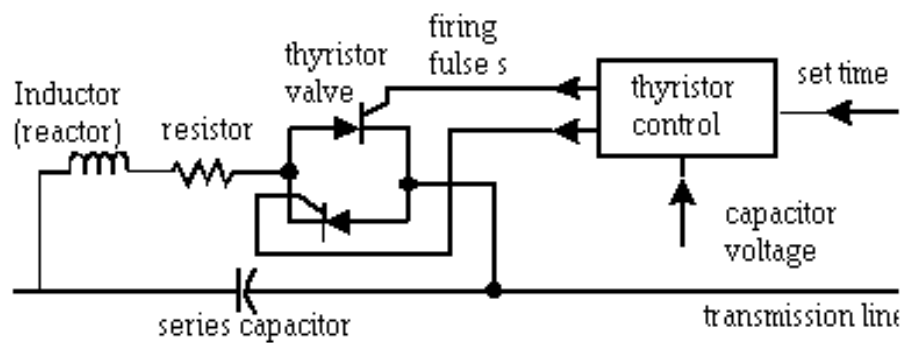 firing
fulse s
thyristor
valve
thyristor
control
set time
Inductor
(reactor)
resistor
capacitor
voltage
series capacitor
transmission line